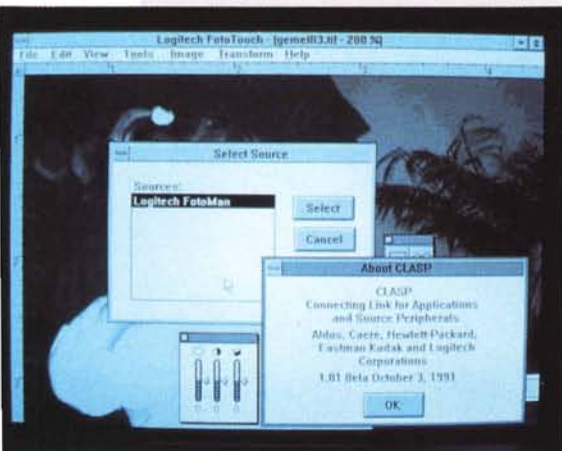 Logitech FotoTouch - [gemelli3.tif - 200 %]
File Edit View Tools Image Transform Help
Select Source
Sources:
Logitech FotoMan
Select
Cancel
About CLASP
CLASP
Connecting Link for Applications
and Source Peripherals
Aldus, Caere, Hewlett-Packard,
Eastman Kodak and Logitech
Corporations
1.01 Beta October 3, 1991
OK